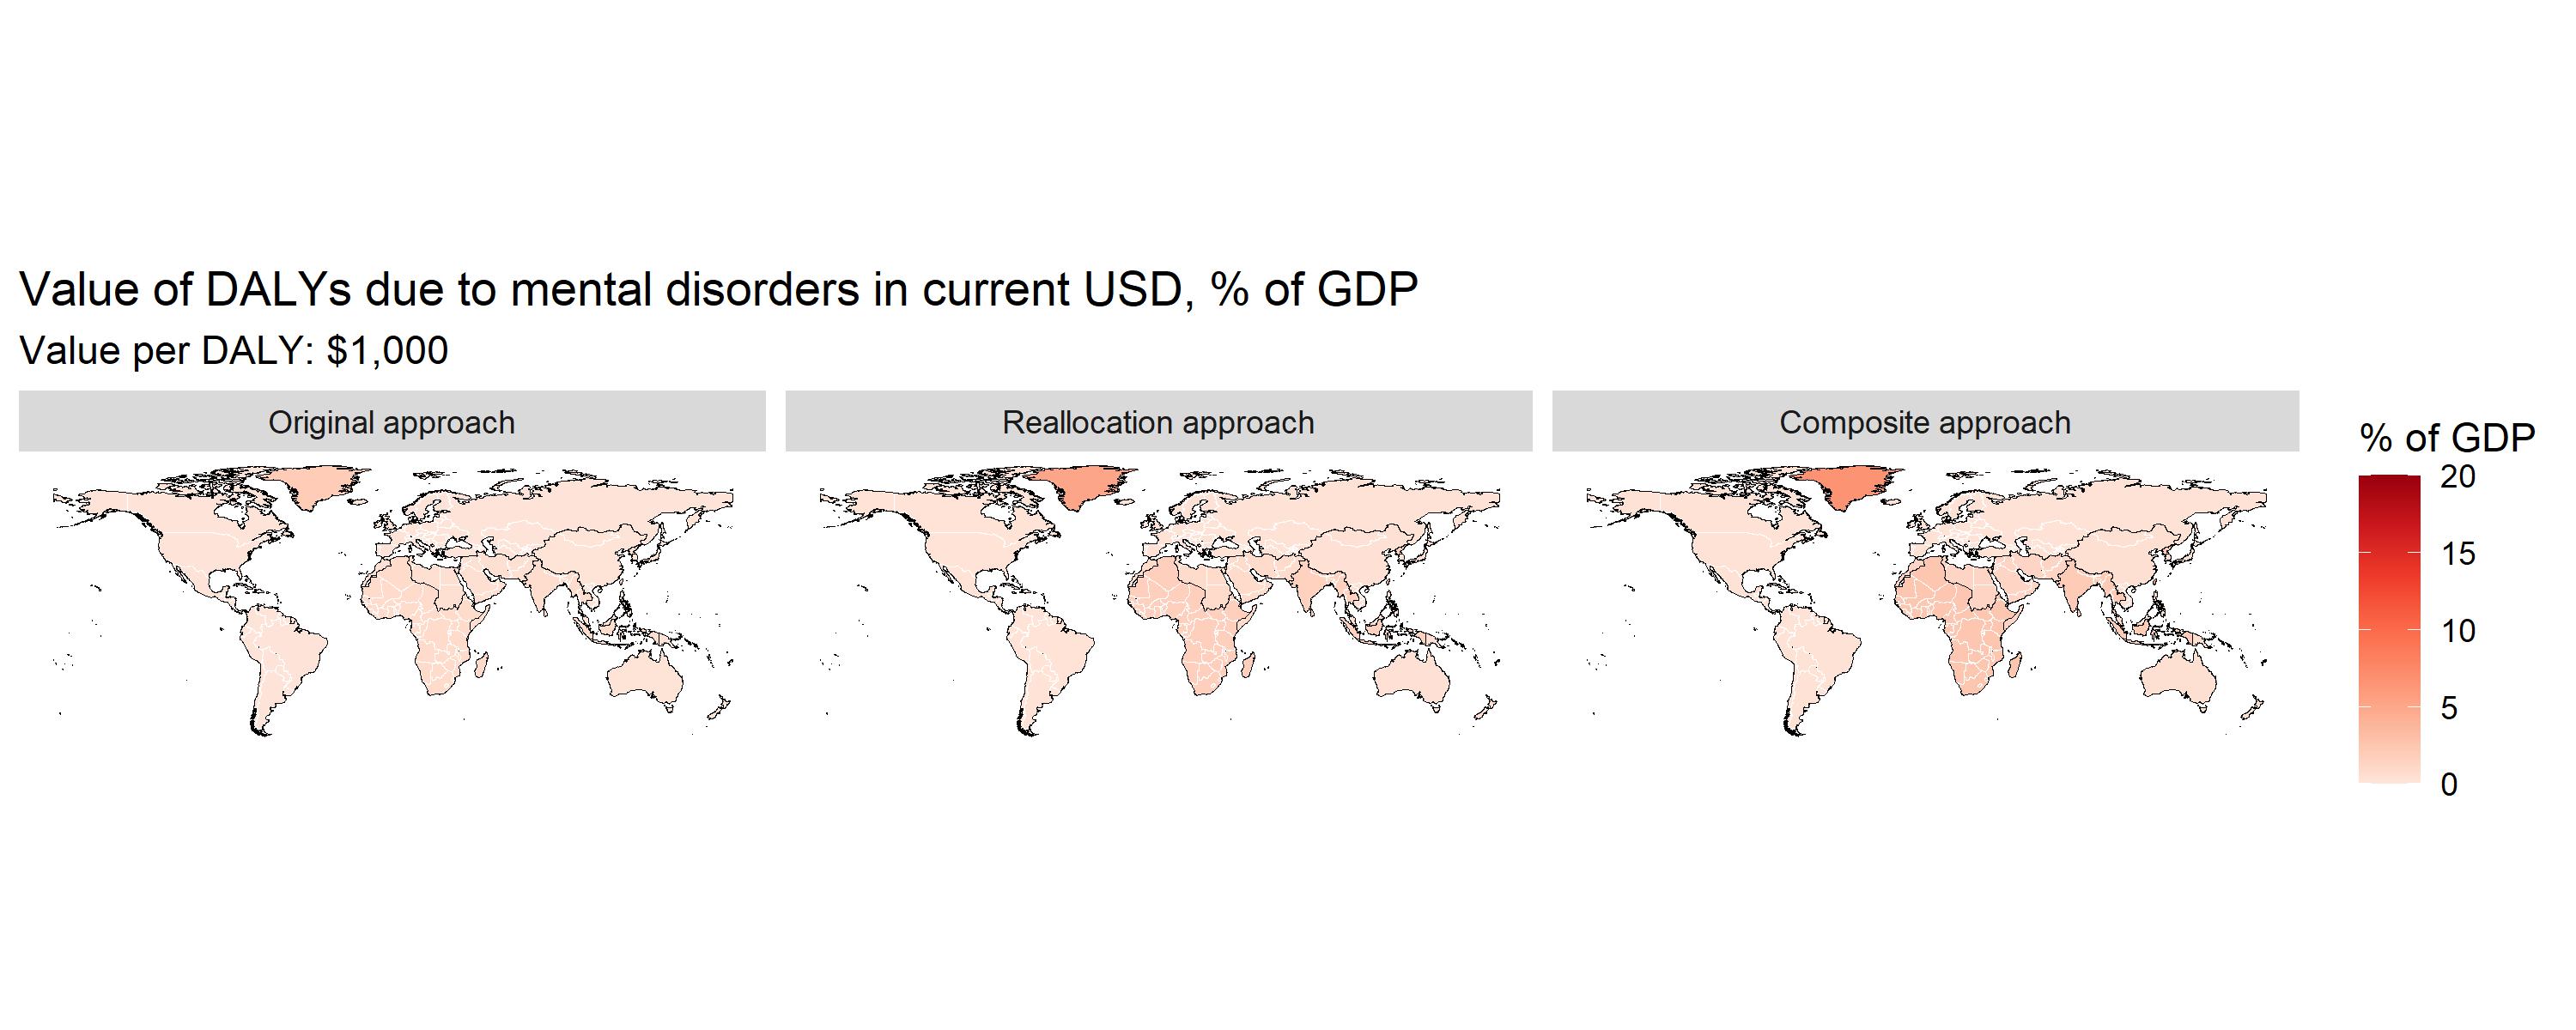 Value of DALYs due to mental disorders in current USD, % of GDP
Value per DALY: $1,000
Original approach
Reallocation approach
Composite approach
% of GDP
20
15
10
5
0